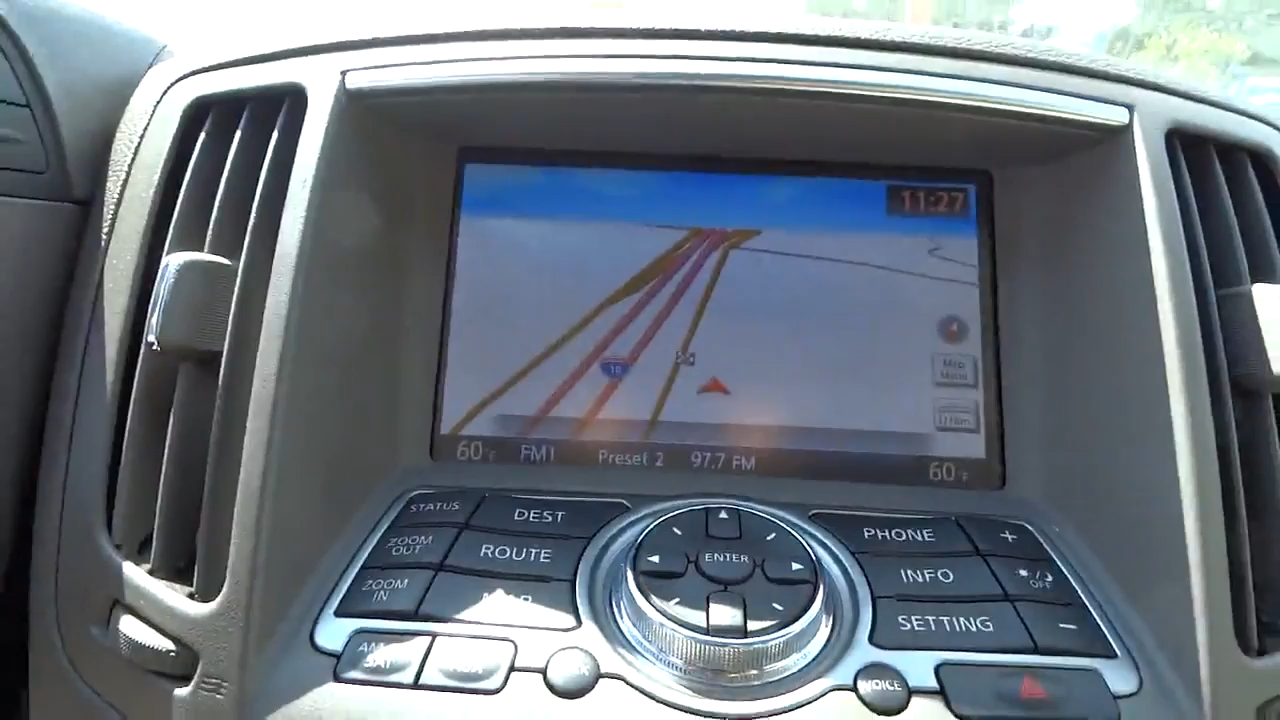 11:27
10
Map
Menu
60°F FM1 Preset 2 97.7 FM 60°F
STATUS DEST PHONE +
ZOOM
OUT
ROUTE INFO OFF
ZOOM
IN
SETTING -
ENTER
VOICE